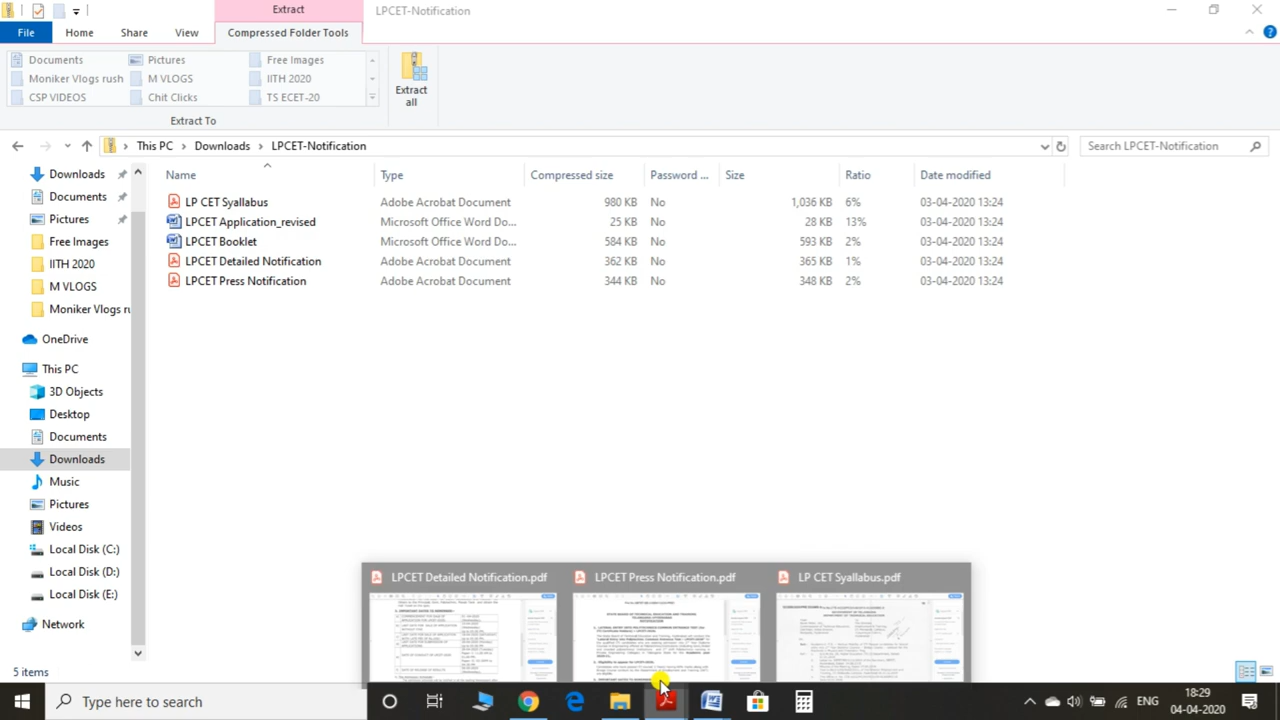 Extract
LPCET-Notification
File
Home
Share
View
Compressed Folder Tools
Documents
Pictures
Free Images
Moniker Vlogs rush
M VLOGS
IITH 2020
CSP VIDEOS
Chit Clicks
TS ECET-20
Extract
all
Extract To
This PC
Downloads
LPCET-Notification
Search LPCET-Notification
Name
Type
Compressed size
Password ...
Size
Ratio
Date modified
LP CET Syallabus
Adobe Acrobat Document
980 KB
No
1,036 KB
6%
03-04-2020 13:24
LPCET Application_revised
Microsoft Office Word Do...
25 KB
No
28 KB
13%
03-04-2020 13:24
LPCET Booklet
Microsoft Office Word Do...
584 KB
No
593 KB
2%
03-04-2020 13:24
LPCET Detailed Notification
Adobe Acrobat Document
362 KB
No
365 KB
1%
03-04-2020 13:24
LPCET Press Notification
Adobe Acrobat Document
344 KB
No
348 KB
2%
03-04-2020 13:24
Downloads
Documents
Pictures
Free Images
IITH 2020
M VLOGS
Moniker Vlogs ru
OneDrive
This PC
3D Objects
Desktop
Documents
Downloads
Music
Pictures
Videos
Local Disk (C:)
Local Disk (D:)
Local Disk (E:)
Network
5 items
LPCET Detailed Notification.pdf
LPCET Press Notification.pdf
LP CET Syallabus.pdf
Type here to search
ENG
18:29
04-04-2020